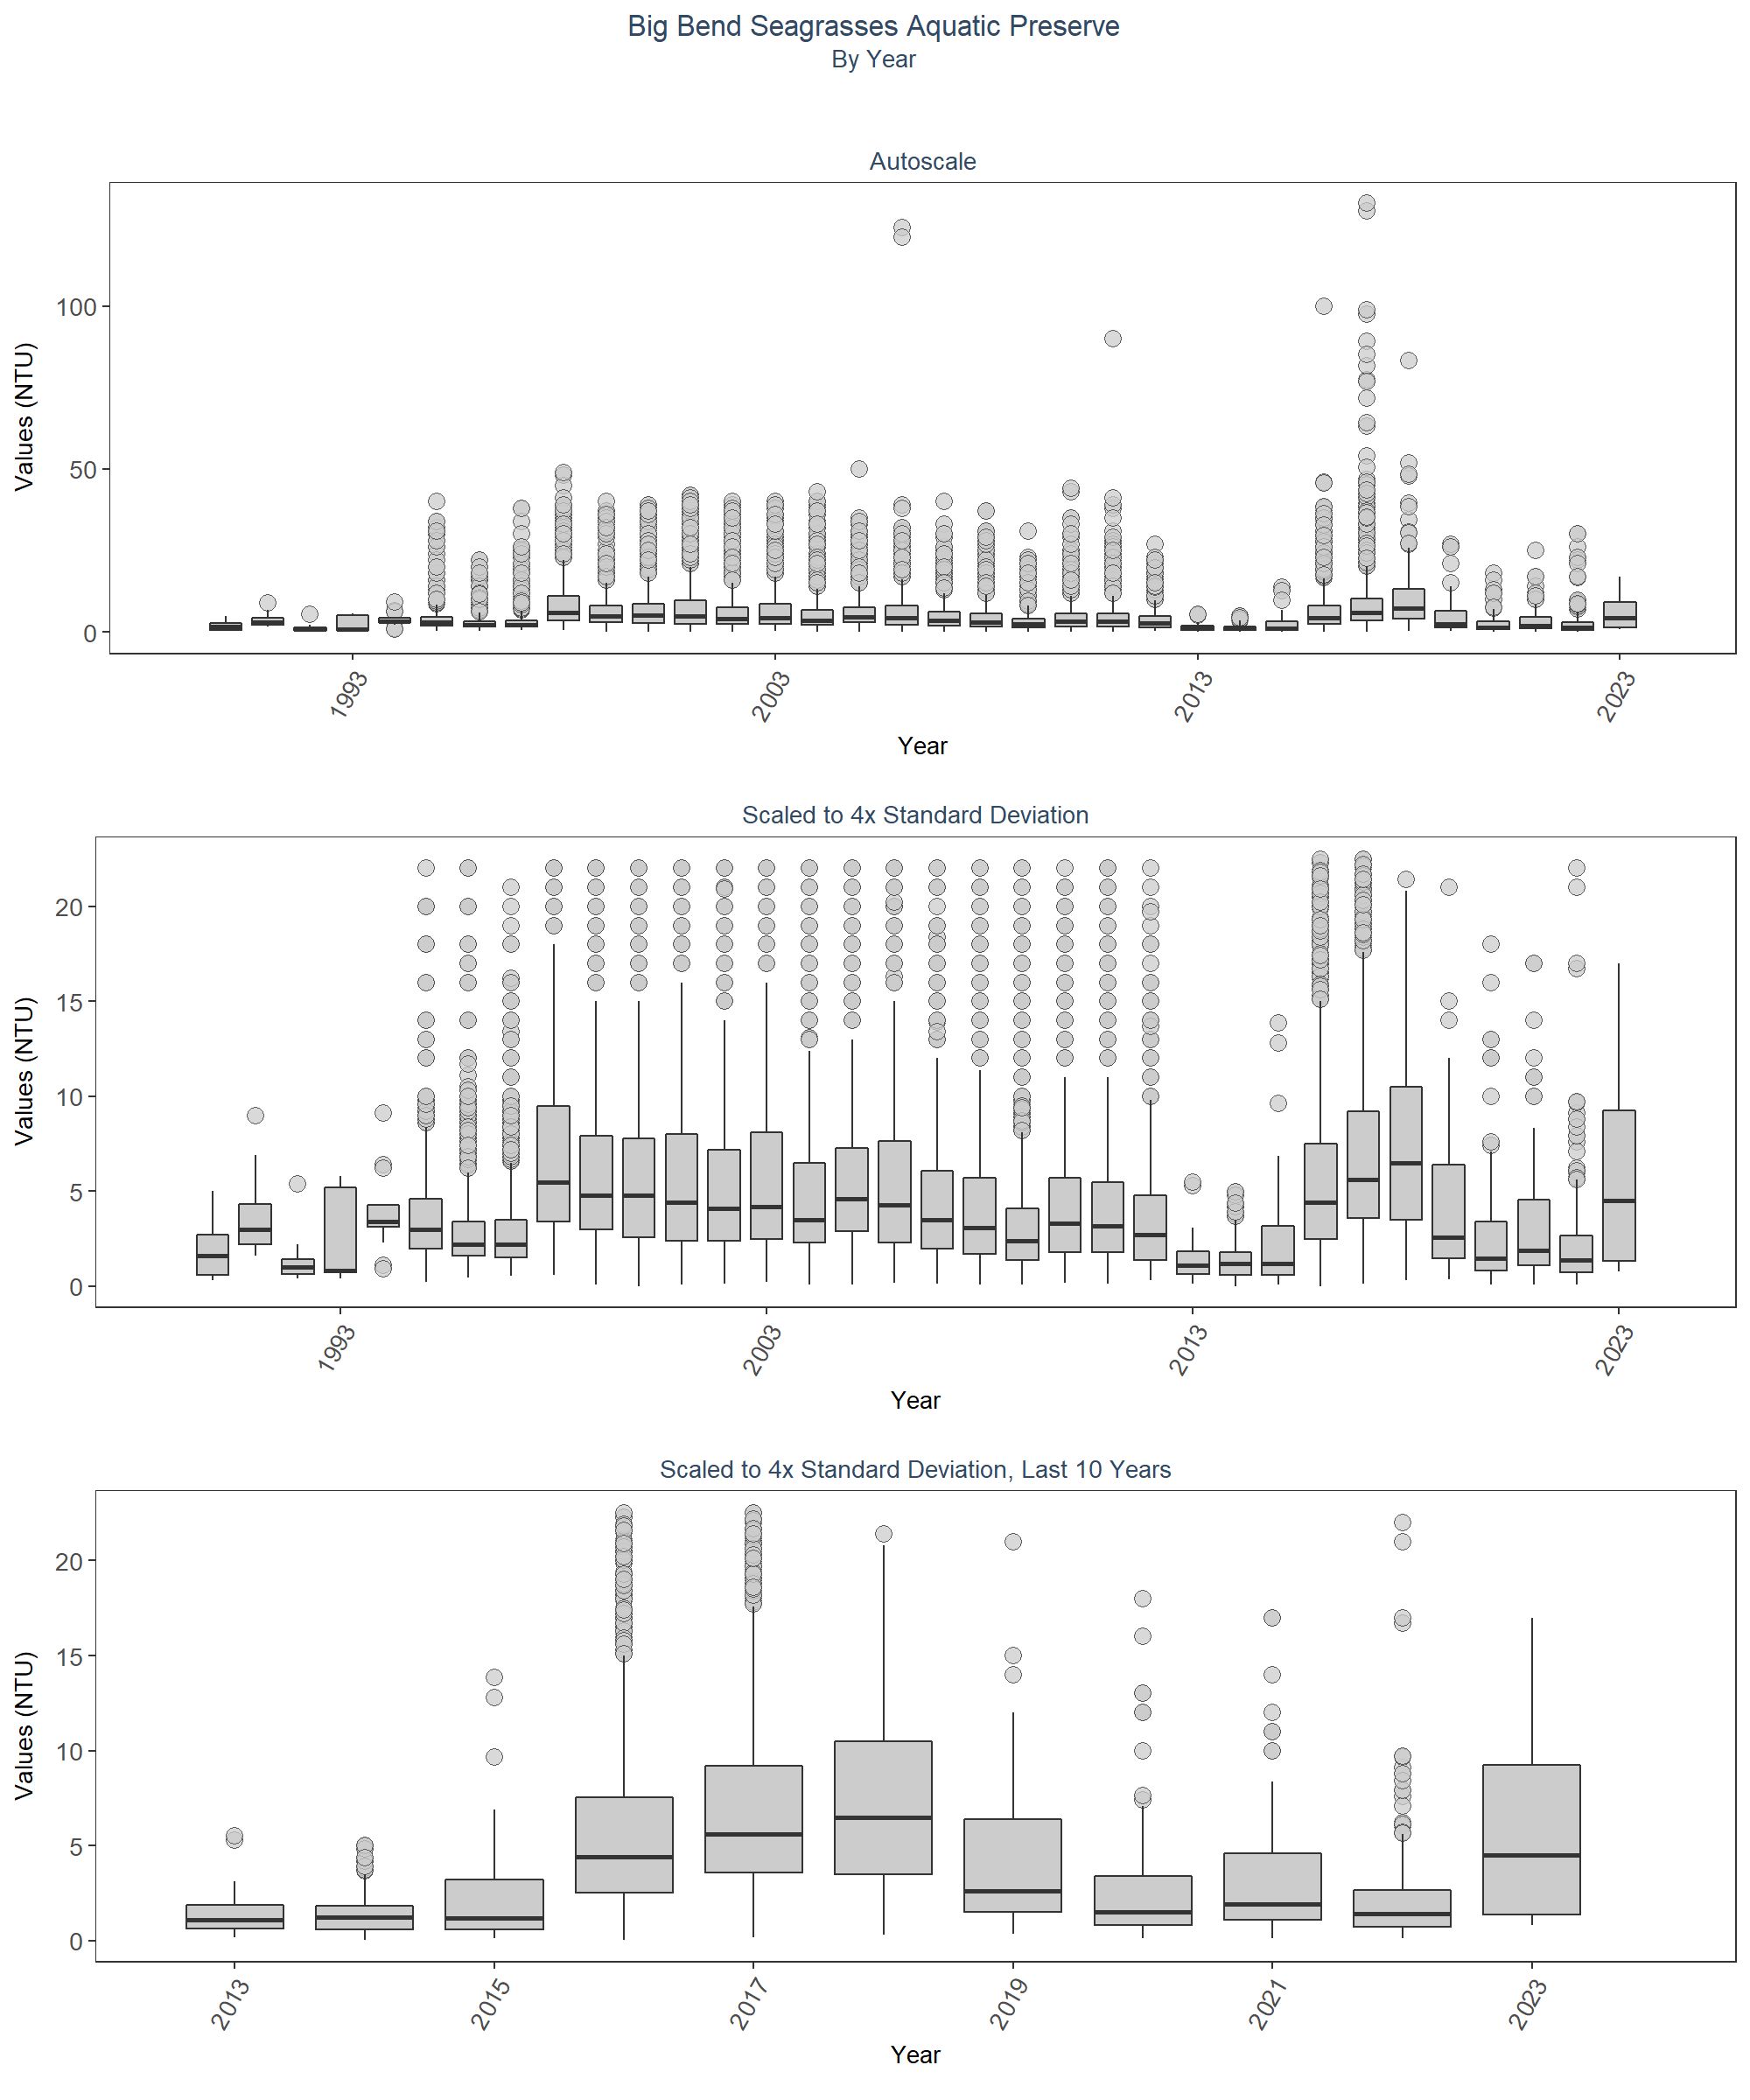 Big Bend Seagrasses Aquatic Preserve
By Year
Autoscale
Values (NTU)
100
50
0
1993
2003
2013
2023
Year
Scaled to 4x Standard Deviation
Values (NTU)
20
15
10
5
0
1993
2003
2013
2023
Year
Scaled to 4x Standard Deviation, Last 10 Years
Values (NTU)
20
15
10
5
0
2013
2015
2017
2019
2021
2023
Year